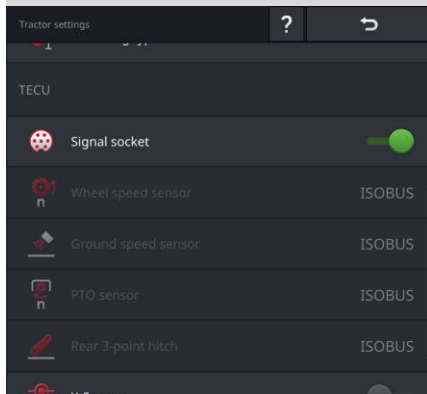 Tractor settings ?
TECU
Signal socket
Wheel speed sensor ISOBUS
n
Ground speed sensor ISOBUS
PTO sensor ISOBUS
n
Rear 3-point hitch ISOBUS